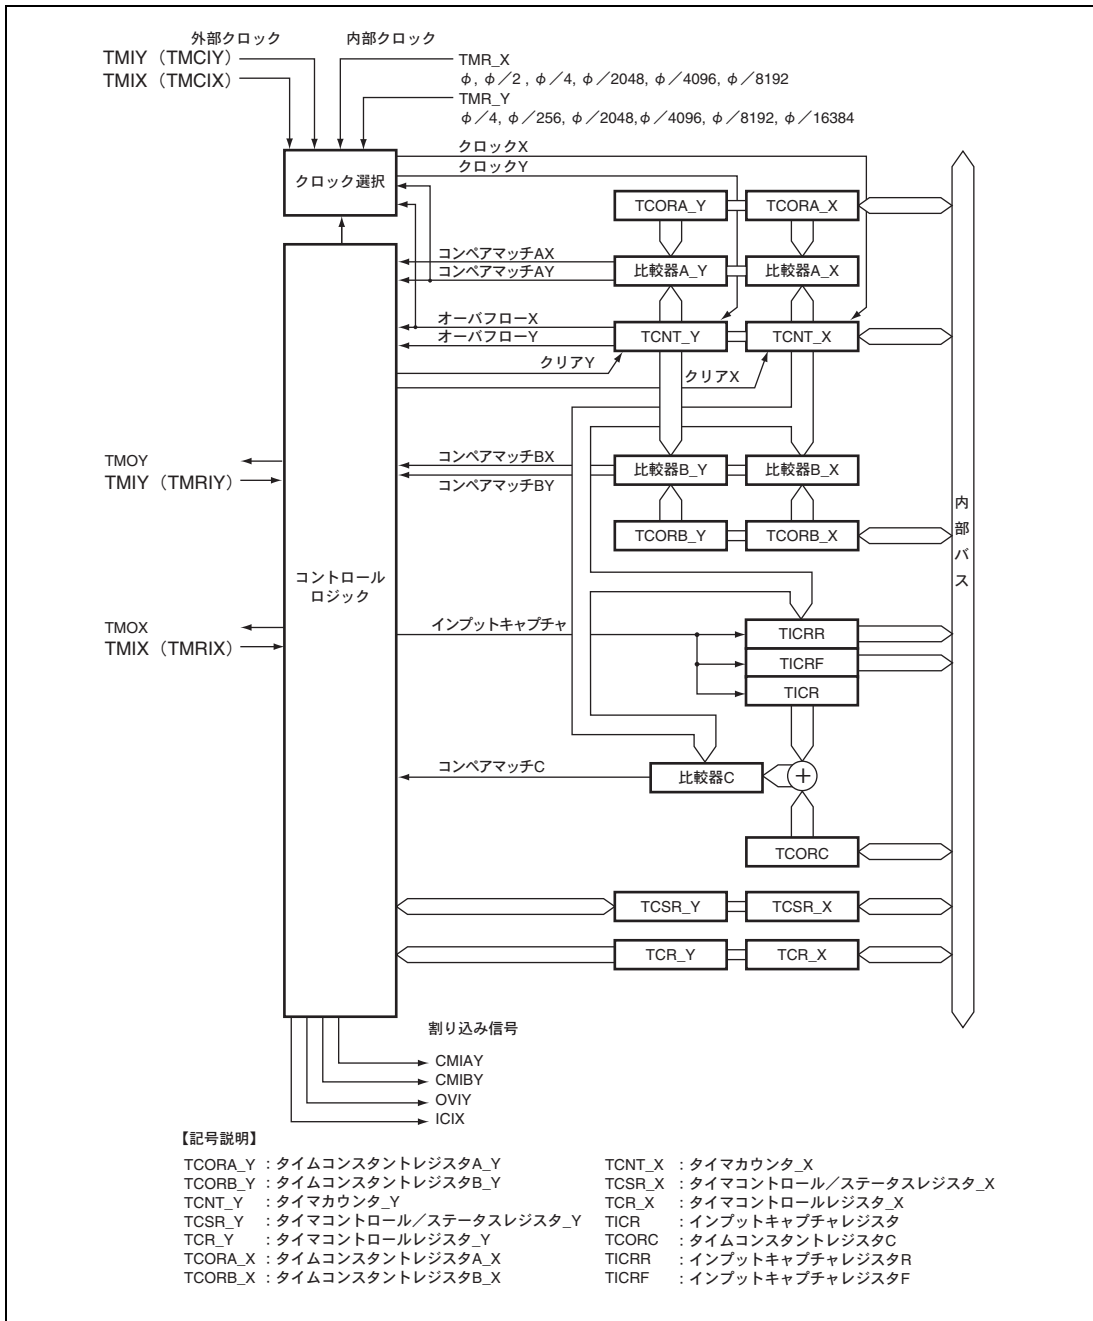 外部クロック 内部クロック
TMIY（TMCIY） TMR_X
TMIX（TMCIX） φ, φ／2 , φ／4, φ／2048, φ／4096, φ／8192
TMR_Y
φ／4, φ／256, φ／2048,φ／4096, φ／8192, φ／16384
クロックX
クロックY
クロック選択
TCORA_Y TCORA_X
コンペアマッチAX
コンペアマッチAY
比較器A_Y 比較器A_X
オーバフローX
オーバフローY
TCNT_Y TCNT_X
クリアY
クリアX
TMOY
TMIY（TMRIY）
コンペアマッチBX
コンペアマッチBY
比較器B_Y 比較器B_X
内部バス
TCORB_Y TCORB_X
コントロール
ロジック
TMOX
TMIX（TMRIX）
インプットキャプチャ
TICRR
TICRF
TICR
コンペアマッチC
比較器C
+
TCORC
TCSR_Y TCSR_X
TCR_Y TCR_X
割り込み信号
CMIAY
CMIBY
OVIY
ICIX
【記号説明】
TCORA_Y ：タイムコンスタントレジスタA_Y
TCORB_Y ：タイムコンスタントレジスタB_Y
TCNT_Y ：タイマカウンタ_Y
TCSR_Y ：タイマコントロール／ステータスレジスタ_Y
TCR_Y ：タイマコントロールレジスタ_Y
TCORA_X ：タイムコンスタントレジスタA_X
TCORB_X ：タイムコンスタントレジスタB_X
TCNT_X ：タイマカウンタ_X
TCSR_X ：タイマコントロール／ステータスレジスタ_X
TCR_X ：タイマコントロールレジスタ_X
TICR ：インプットキャプチャレジスタ
TCORC ：タイムコンスタントレジスタC
TICRR ：インプットキャプチャレジスタR
TICRF ：インプットキャプチャレジスタF